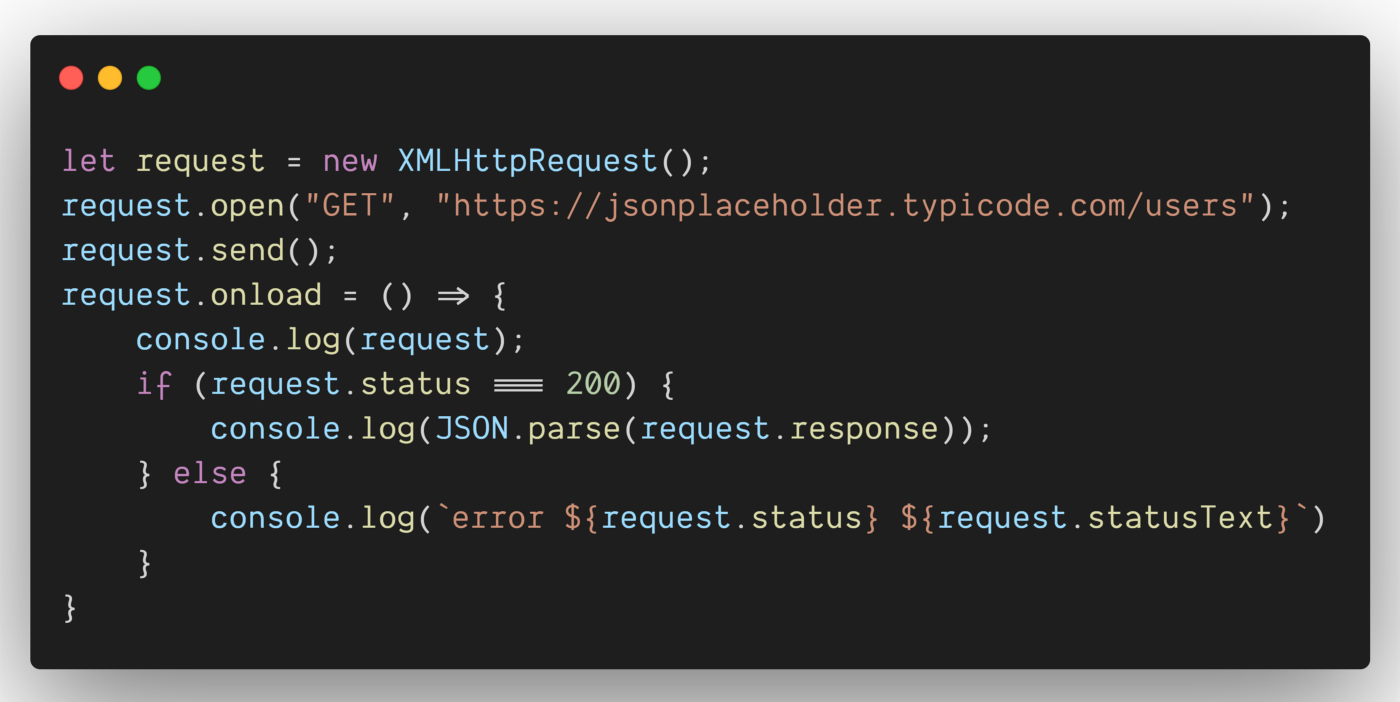 let request = new XMLHttpRequest();
request.open("GET", "https://jsonplaceholder.typicode.com/users");
request.send();
request.onload = () => {
    console.log(request);
    if (request.status === 200) {
        console.log(JSON.parse(request.response));
    } else {
        console.log(`error ${request.status} ${request.statusText}`)
    }
}